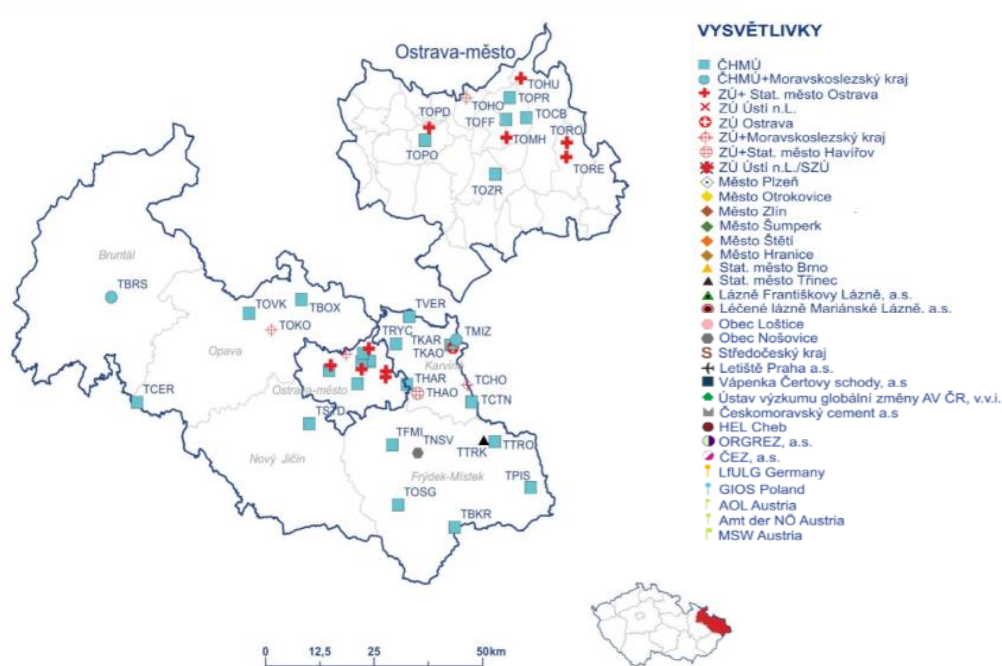 VYSVĚTLIVKY
Ostrava-město
TOHU
TOHO
TOPR
TOPD
TOFF
TOCB
TOMH
TORO
TOPO
TORE
TOZR
Bruntál
TBRS
TOVK
TBOX
TOKO
Opava
TVER
TRYC
TKAR
TMIZ
TKAO
Karviná
TCER
Ostrava-město
THAR
TCHO
THAO
TCTN
TSTD
TFMI
TNSV
TTRO
TTRK
Nový Jičín
Frýdek-Místek
TPIS
TOSG
TBKR
0 12,5 25 50km
ČHMÚ
ČHMÚ+Moravskoslezský kraj
ZÚ+ Stat. město Ostrava
ZÚ Ústí n.L.
ZÚ Ostrava
ZÚ+Moravskoslezský kraj
ZÚ+Stat. město Havířov
ZÚ Ústí n.L./SZÚ
Město Plzeň
Město Otrokovice
Město Zlín
Město Šumperk
Město Štětí
Město Hranice
Stat. město Brno
Stat. město Třinec
Lázně Františkovy Lázně, a.s.
Léčené lázně Mariánské Lázně. a.s.
Obec Loštice
Obec Nošovice
Středočeský kraj
Letiště Praha a.s.
Vápenka Čertovy schody, a.s
Ústav výzkumu globální změny AV ČR, v.v.i.
Českomoravský cement a.s
HEL Cheb
ORGREZ, a.s.
ČEZ, a.s.
LfULG Germany
GIOS Poland
AOL Austria
Amt der NÖ Austria
MSW Austria